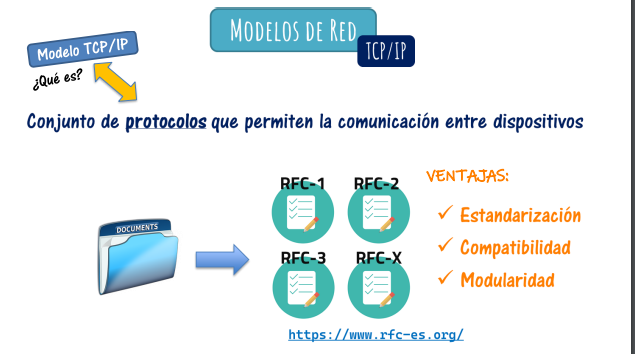 MODELOS DE RED
TCP/IP
Modelo TCP/IP
¿Qué es?
Conjunto de protocolos que permiten la comunicación entre dispositivos
DOCUMENTS
RFC-1
RFC-2
RFC-3
RFC-X
VENTAJAS:
✓ Estandarización
✓ Compatibilidad
✓ Modularidad
https://www.rfc-es.org/